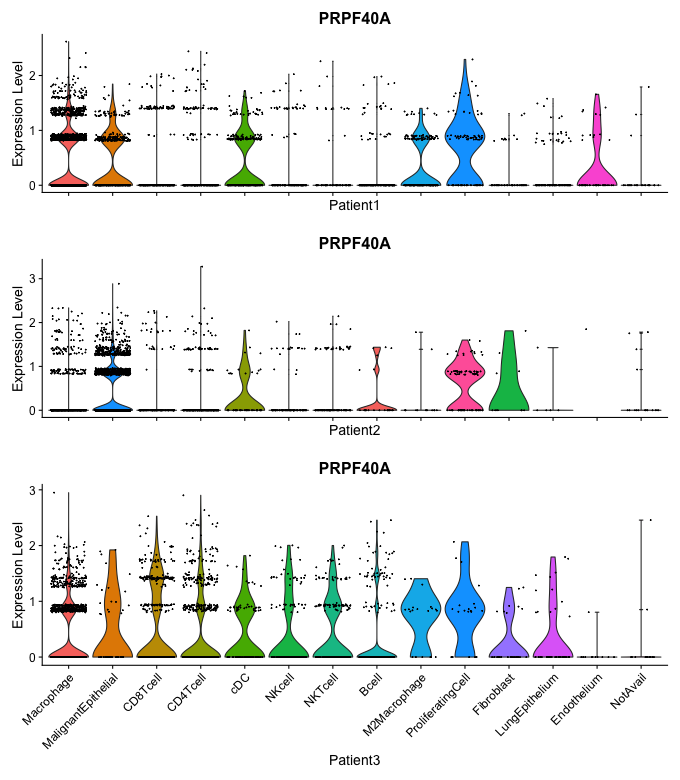 PRPF40A
Expression Level
2
1
0
Patient1
PRPF40A
Expression Level
3
2
1
0
Patient2
PRPF40A
Expression Level
3
2
1
0
Macrophage
MalignantEpithelial
CD8Tcell
CD4Tcell
cDC
NKcell
NKTcell
Bcell
M2Macrophage
ProliferatingCell
Fibroblast
LungEpithelium
Endothelium
NotAvail
Patient3